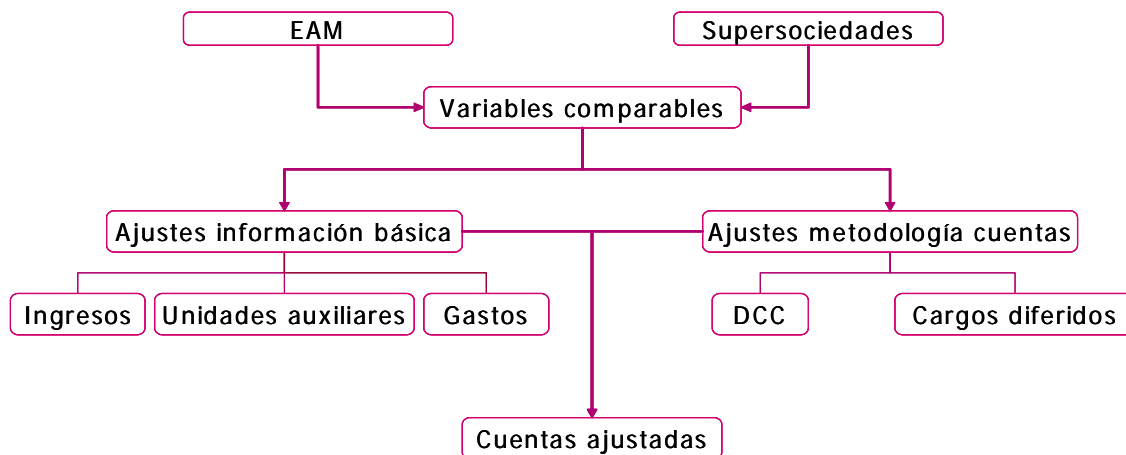 EAM
Supersociedades
Variables comparables
Ajustes información básica
Ajustes metodología cuentas
Ingresos
Unidades auxiliares
Gastos
DCC
Cargos diferidos
Cuentas ajustadas